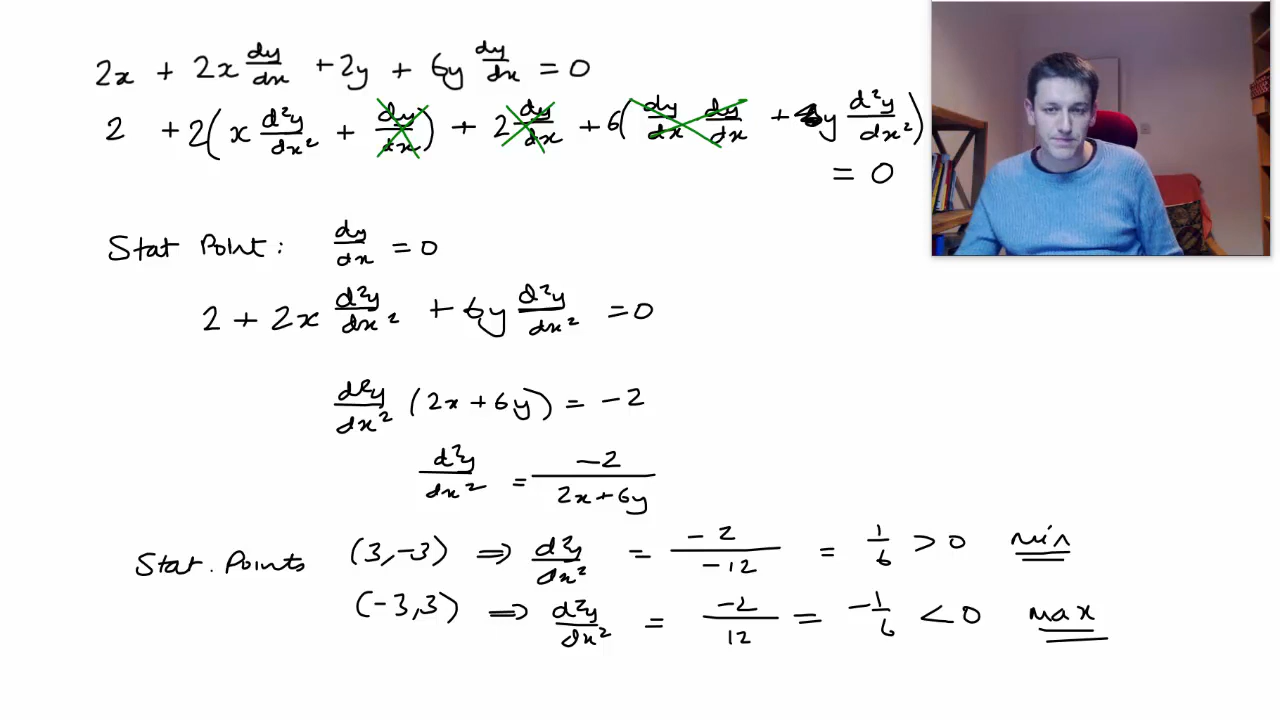 2x + 2x dy/dx + 2y + 6y dy/dx = 0
2 + 2(x d²y/dx² + dy/dx) + 2 dy/dx + 6(dy/dx dy/dx + y d²y/dx²)
= 0
Stat Point: dy/dx = 0
2 + 2x d²y/dx² + 6y d²y/dx² = 0
d²y/dx² (2x + 6y) = -2
d²y/dx² = -2/(2x+6y)
Stat. Points (3,-3) ⟹ d²y/dx² = -2/-12 = 1/6 > 0 min
(-3,3) ⟹ d²y/dx² = -2/12 = -1/6 < 0 max